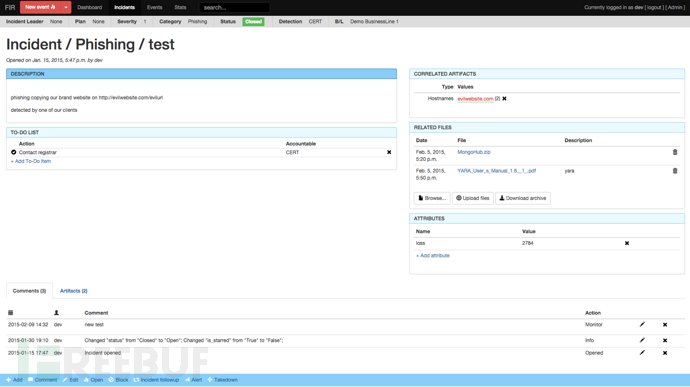 FIR New event Dashboard Incidents Events Stats search... Currently logged in as dev [ logout ] [ Admin ]
Incident Leader None Plan None Severity 1 Category Phishing Status Closed Detection CERT B/L Demo BusinessLine 1
Incident / Phishing / test
Opened on Jan. 15, 2015, 5:47 p.m. by dev
DESCRIPTION
phishing copying our brand website on http://evilwebsite.com/evilurl
detected by one of our clients
TO-DO LIST
Action Accountable
Contact registrar CERT
+ Add To-Do item
CORRELATED ARTIFACTS
Type Values
Hostnames evilwebsite.com (2)
RELATED FILES
Date File Description
Feb. 5, 2015, MongoHub.zip
5:20 p.m.
Feb. 5, 2015, YARA_User_s_Manual_1.6__1_.pdf yara
5:50 p.m.
Browse... Upload files Download archive
ATTRIBUTES
Name Value
loss 2784
+ Add attribute
Comments (3) Artifacts (2)
Comment Action
2015-02-09 14:32 dev new test Monitor
2015-01-30 19:10 dev Changed "status" from "Closed" to "Open"; Changed "is_starred" from "True" to "False"; Info
2015-01-15 17:47 dev Incident opened Opened
FREEBUF
Add Comment Edit Open Block Incident followup Alert Takedown